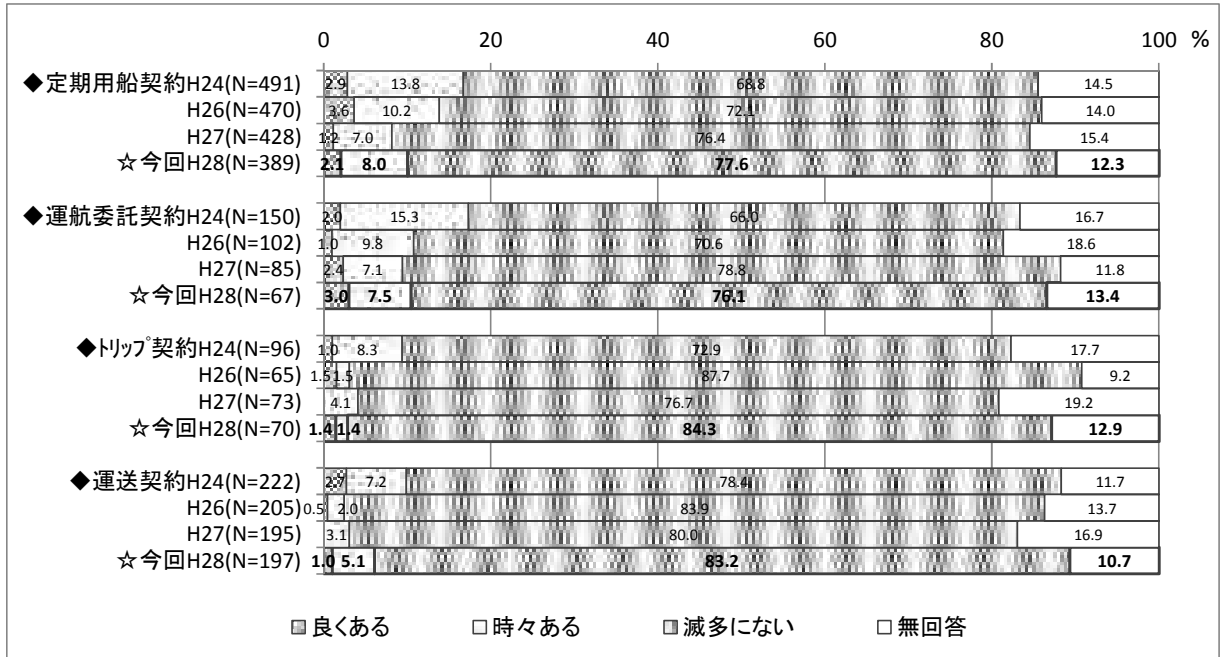 0 20 40 60 80 100 %
◆定期用船契約H24(N=491) 2.9 13.8 68.8 14.5
H26(N=470) 3.6 10.2 72.1 14.0
H27(N=428) 1.2 7.0 76.4 15.4
☆今回H28(N=389) 2.1 8.0 77.6 12.3
◆運航委託契約H24(N=150) 2.0 15.3 66.0 16.7
H26(N=102) 1.0 9.8 70.6 18.6
H27(N=85) 2.4 7.1 78.8 11.8
☆今回H28(N=67) 3.0 7.5 76.1 13.4
◆トリップ契約H24(N=96) 1.0 8.3 72.9 17.7
H26(N=65) 1.5 1.5 87.7 9.2
H27(N=73) 4.1 76.7 19.2
☆今回H28(N=70) 1.4 1.4 84.3 12.9
◆運送契約H24(N=222) 2.7 7.2 78.4 11.7
H26(N=205) 0.5 2.0 83.9 13.7
H27(N=195) 3.1 80.0 16.9
☆今回H28(N=197) 1.0 5.1 83.2 10.7
良くある 時々ある 滅多にない 無回答